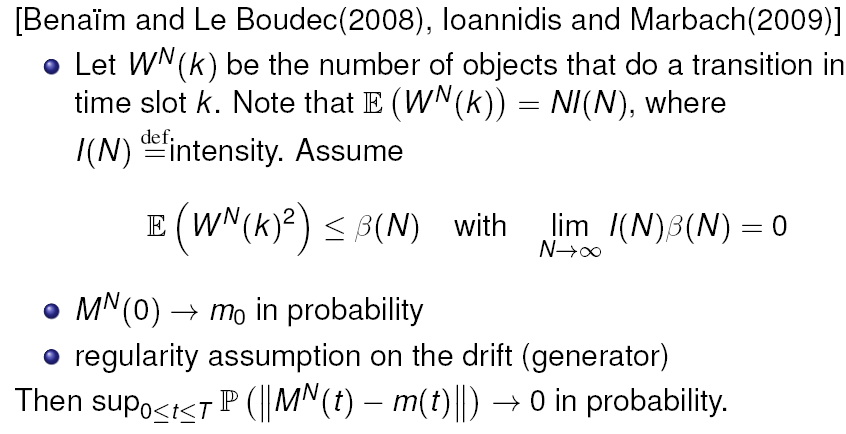 [Benaïm and Le Boudec(2008), Ioannidis and Marbach(2009)]
• Let W^N(k) be the number of objects that do a transition in
time slot k. Note that 𝔼 (W^N(k)) = NI(N), where
I(N) def= intensity. Assume
𝔼 (W^N(k)²) ≤ β(N) with lim_{N→∞} I(N)β(N) = 0
• M^N(0) → m₀ in probability
• regularity assumption on the drift (generator)
Then sup_{0≤t≤T} ℙ (‖M^N(t) − m(t)‖) → 0 in probability.